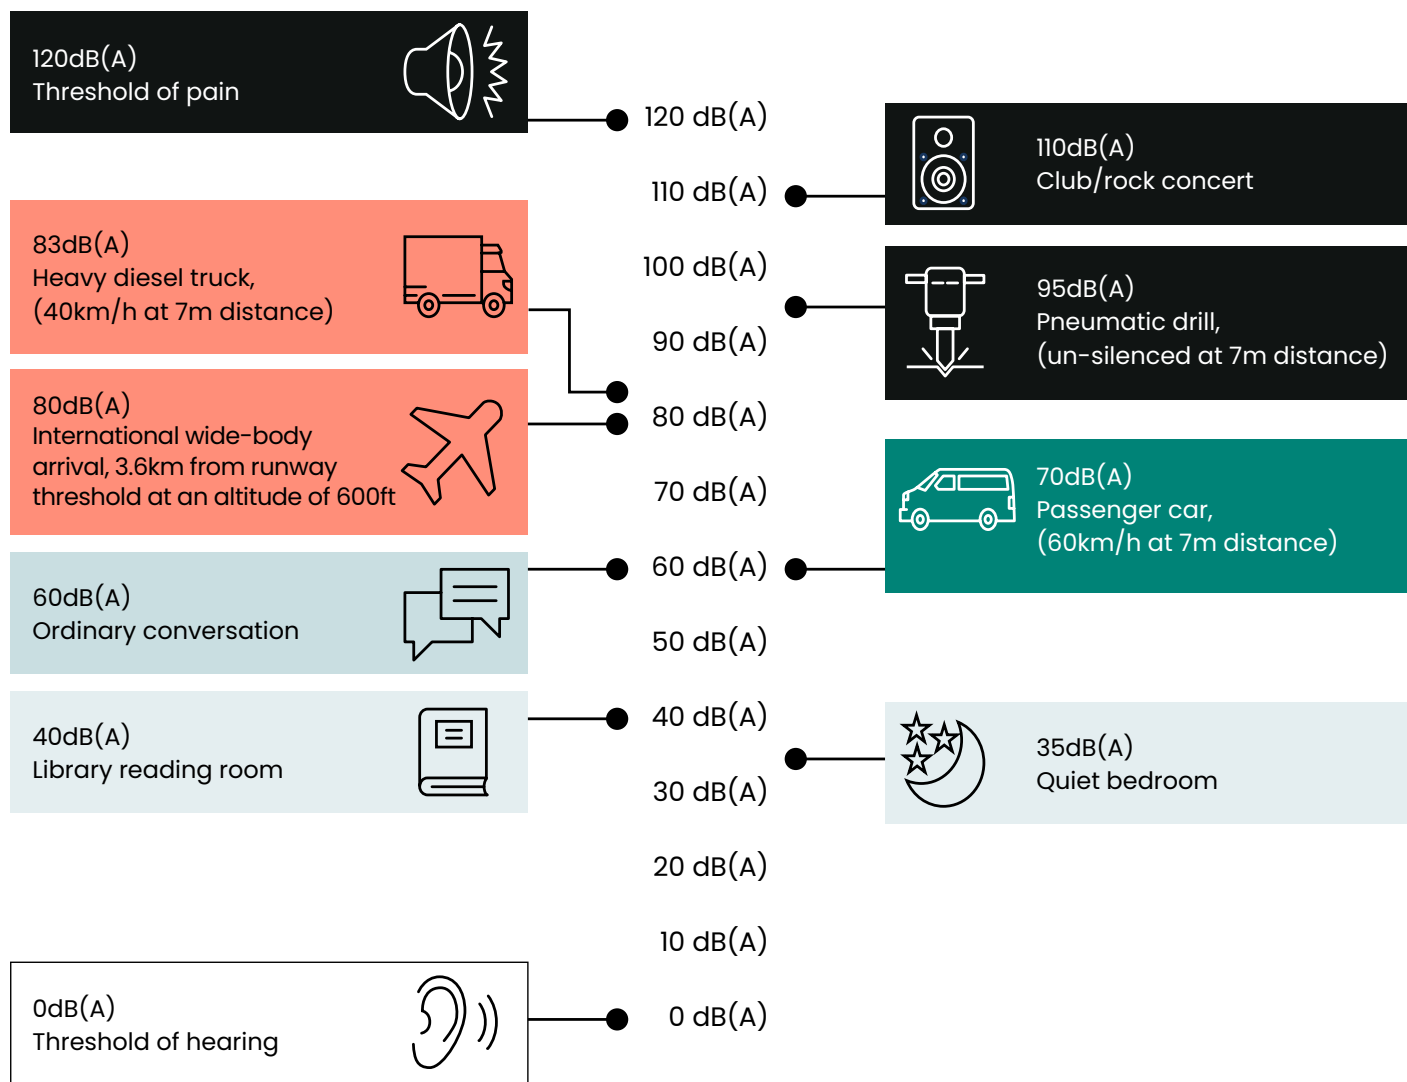 120dB(A)
Threshold of pain
83dB(A)
Heavy diesel truck,
(40km/h at 7m distance)
80dB(A)
International wide-body
arrival, 3.6km from runway
threshold at an altitude of 600ft
60dB(A)
Ordinary conversation
40dB(A)
Library reading room
0dB(A)
Threshold of hearing
120 dB(A)
110 dB(A)
100 dB(A)
90 dB(A)
80 dB(A)
70 dB(A)
60 dB(A)
50 dB(A)
40 dB(A)
30 dB(A)
20 dB(A)
10 dB(A)
0 dB(A)
110dB(A)
Club/rock concert
95dB(A)
Pneumatic drill,
(un-silenced at 7m distance)
70dB(A)
Passenger car,
(60km/h at 7m distance)
35dB(A)
Quiet bedroom